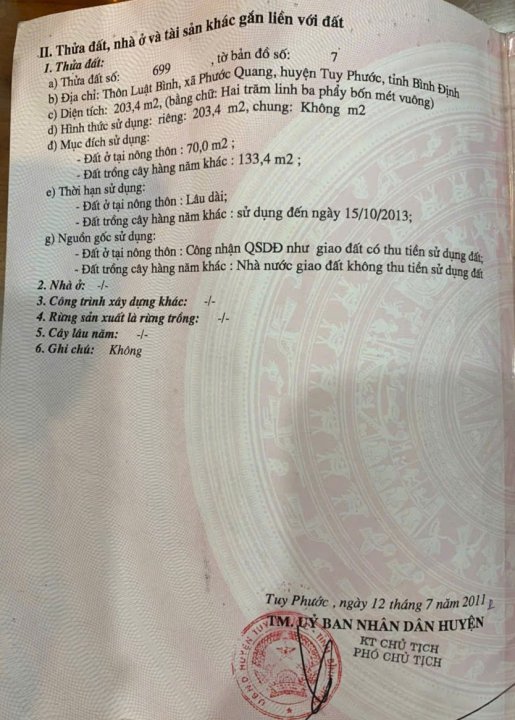 II. Thửa đất, nhà ở và tài sản khác gắn liền với đất
1. Thửa đất:
a) Thửa đất số: 699 , tờ bản đồ số: 7
b) Địa chỉ: Thôn Luật Bình, xã Phước Quang, huyện Tuy Phước, tỉnh Bình Định
c) Diện tích: 203,4 m2, (bằng chữ: Hai trăm linh ba phẩy bốn mét vuông)
d) Hình thức sử dụng: riêng: 203,4 m2, chung: Không m2
đ) Mục đích sử dụng:
- Đất ở tại nông thôn : 70,0 m2 ;
- Đất trồng cây hàng năm khác : 133,4 m2 ;
e) Thời hạn sử dụng:
- Đất ở tại nông thôn : Lâu dài;
- Đất trồng cây hàng năm khác : sử dụng đến ngày 15/10/2013;
g) Nguồn gốc sử dụng:
- Đất ở tại nông thôn : Công nhận QSDĐ như giao đất có thu tiền sử dụng đất;
- Đất trồng cây hàng năm khác : Nhà nước giao đất không thu tiền sử dụng đất
2. Nhà ở: -/-
3. Công trình xây dựng khác: -/-
4. Rừng sản xuất là rừng trồng: -/-
5. Cây lâu năm: -/-
6. Ghi chú: Không
Tuy Phước , ngày 12 tháng 7 năm 2011
TM. ỦY BAN NHÂN DÂN HUYỆN
KT CHỦ TỊCH
PHÓ CHỦ TỊCH
UBND HUYỆN TUY